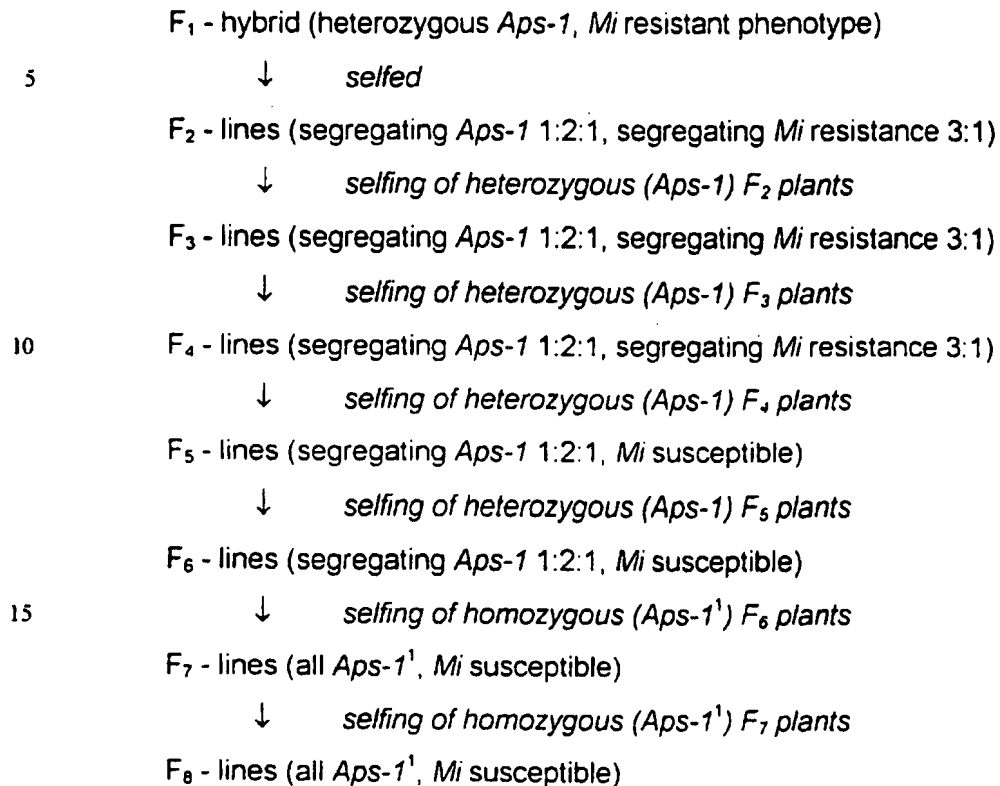 F₁ - hybrid (heterozygous Aps-1, Mi resistant phenotype)
5 ↓ selfed
F₂ - lines (segregating Aps-1 1:2:1, segregating Mi resistance 3:1)
↓ selfing of heterozygous (Aps-1) F₂ plants
F₃ - lines (segregating Aps-1 1:2:1, segregating Mi resistance 3:1)
↓ selfing of heterozygous (Aps-1) F₃ plants
10 F₄ - lines (segregating Aps-1 1:2:1, segregating Mi resistance 3:1)
↓ selfing of heterozygous (Aps-1) F₄ plants
F₅ - lines (segregating Aps-1 1:2:1, Mi susceptible)
↓ selfing of heterozygous (Aps-1) F₅ plants
F₆ - lines (segregating Aps-1 1:2:1, Mi susceptible)
15 ↓ selfing of homozygous (Aps-1¹) F₆ plants
F₇ - lines (all Aps-1¹, Mi susceptible)
↓ selfing of homozygous (Aps-1¹) F₇ plants
F₈ - lines (all Aps-1¹, Mi susceptible)